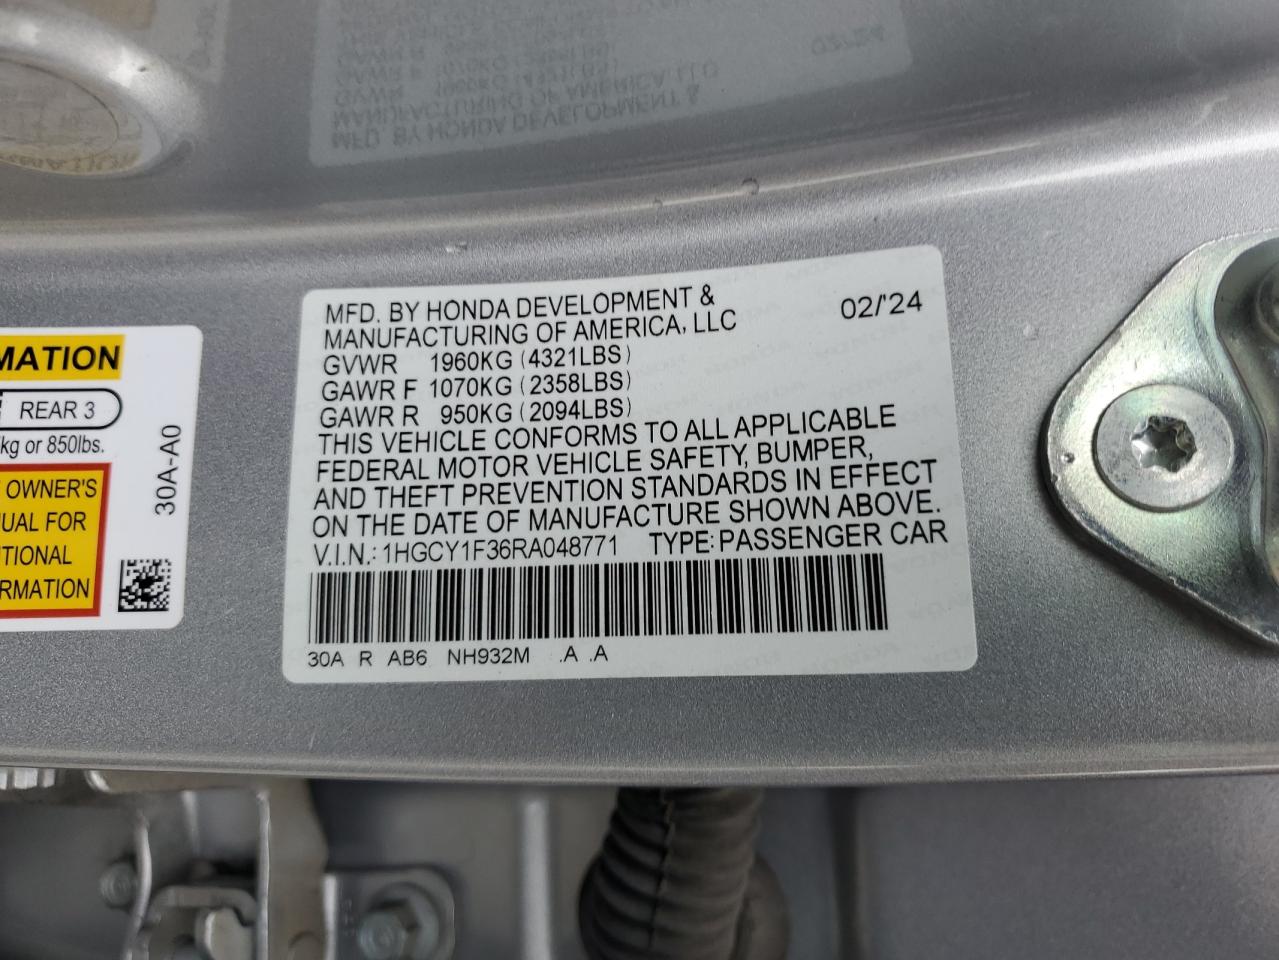 MFD. BY HONDA DEVELOPMENT &
MANUFACTURING OF AMERICA, LLC
02/'24
GVWR 1960KG (4321LBS)
GAWR F 1070KG (2358LBS)
GAWR R 950KG (2094LBS)
THIS VEHICLE CONFORMS TO ALL APPLICABLE
FEDERAL MOTOR VEHICLE SAFETY, BUMPER,
AND THEFT PREVENTION STANDARDS IN EFFECT
ON THE DATE OF MANUFACTURE SHOWN ABOVE.
V.I.N.: 1HGCY1F36RA048771 TYPE: PASSENGER CAR
30A R AB6 NH932M .A .A
MATION
REAR 3
kg or 850lbs.
OWNER'S
UAL FOR
ITIONAL
RMATION
30A-A0